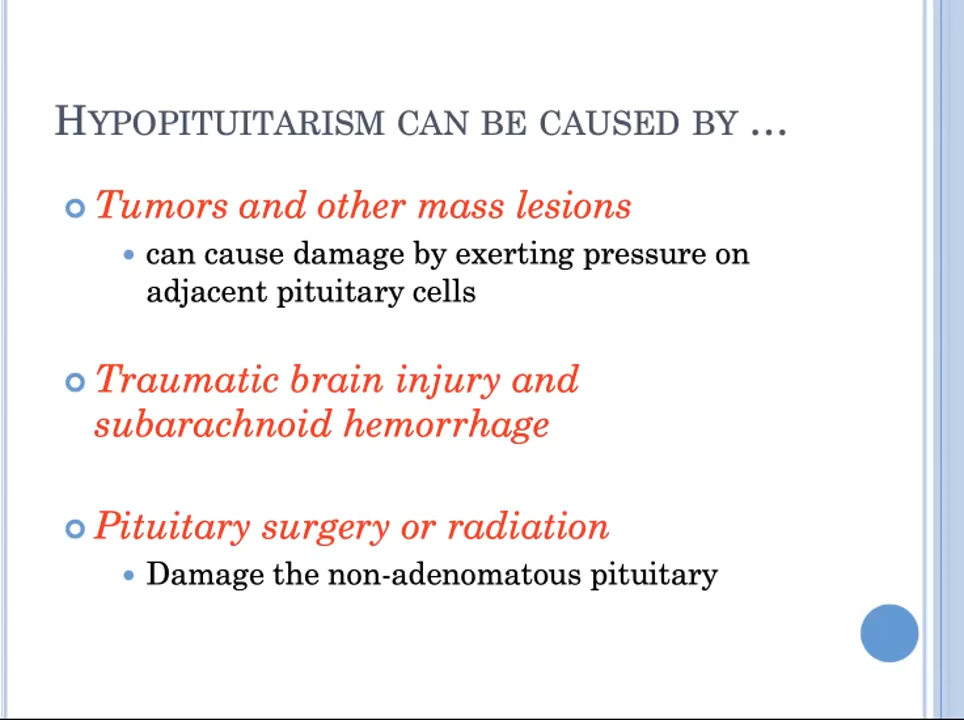 HYPOPITUITARISM CAN BE CAUSED BY …
Tumors and other mass lesions
can cause damage by exerting pressure on
adjacent pituitary cells
Traumatic brain injury and
subarachnoid hemorrhage
Pituitary surgery or radiation
Damage the non-adenomatous pituitary